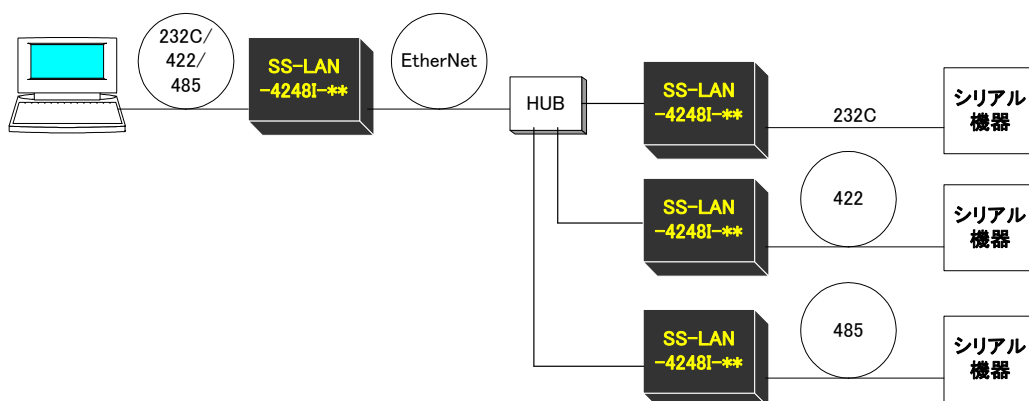 232C/
422/
485
SS-LAN
-4248I-**
EtherNet
HUB
SS-LAN
-4248I-**
232C
シリアル
機器
SS-LAN
-4248I-**
422
シリアル
機器
SS-LAN
-4248I-**
485
シリアル
機器